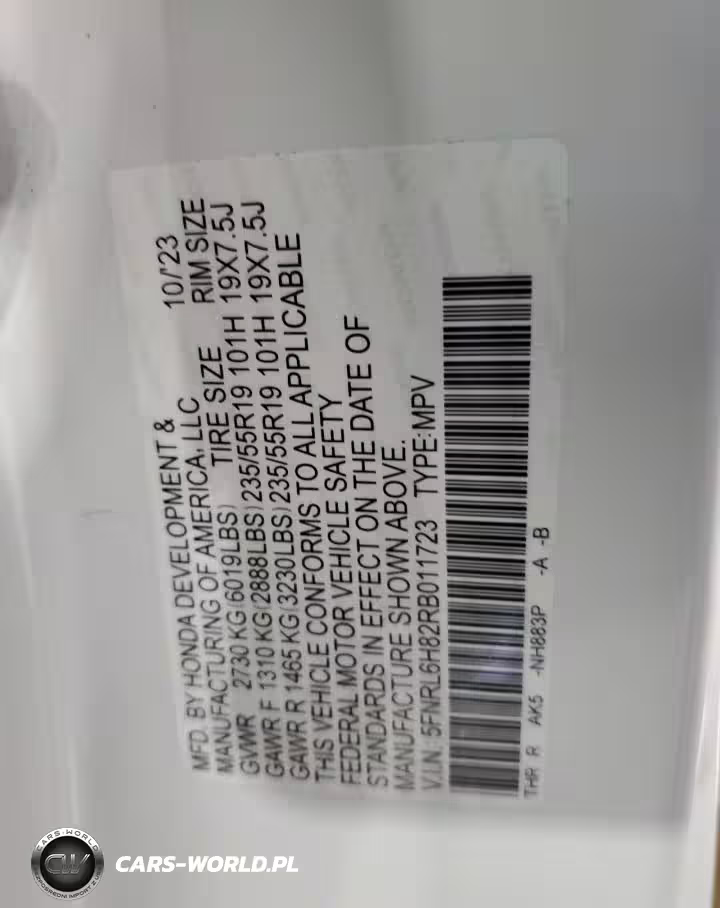 MFD. BY HONDA DEVELOPMENT & 10/'23
MANUFACTURING OF AMERICA, LLC TIRE SIZE RIM SIZE
GVWR 2730 KG (6019LBS)
GAWR F 1310 KG (2888LBS) 235/55R19 101H 19X7.5J
GAWR R 1465 KG (3230LBS) 235/55R19 101H 19X7.5J
THIS VEHICLE CONFORMS TO ALL APPLICABLE
FEDERAL MOTOR VEHICLE SAFETY
STANDARDS IN EFFECT ON THE DATE OF
MANUFACTURE SHOWN ABOVE.
V.I.N.: 5FNRL6H82RB011723 TYPE:MPV
THR R AK5 -NH883P -A -B
CARS-WORLD
CW
CARS-WORLD.PL